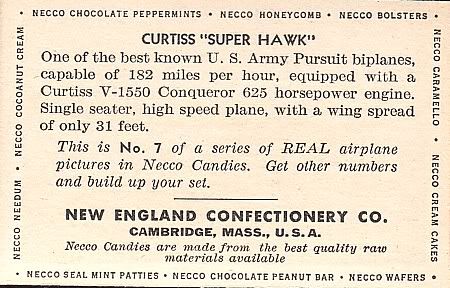 • NECCO CHOCOLATE PEPPERMINTS • NECCO HONEYCOMB • NECCO BOLSTERS •
NECCO CARAMELLO • NECCO CREAM CAKES
NECCO NEEDUM • NECCO COCOANUT CREAM
CURTISS "SUPER HAWK"
One of the best known U. S. Army Pursuit biplanes,
capable of 182 miles per hour, equipped with a
Curtiss V-1550 Conqueror 625 horsepower engine.
Single seater, high speed plane, with a wing spread
of only 31 feet.
This is No. 7 of a series of REAL airplane
pictures in Necco Candies. Get other numbers
and build up your set.
NEW ENGLAND CONFECTIONERY CO.
CAMBRIDGE, MASS., U. S. A.
Necco Candies are made from the best quality raw
materials available
• NECCO SEAL MINT PATTIES • NECCO CHOCOLATE PEANUT BAR • NECCO WAFERS •